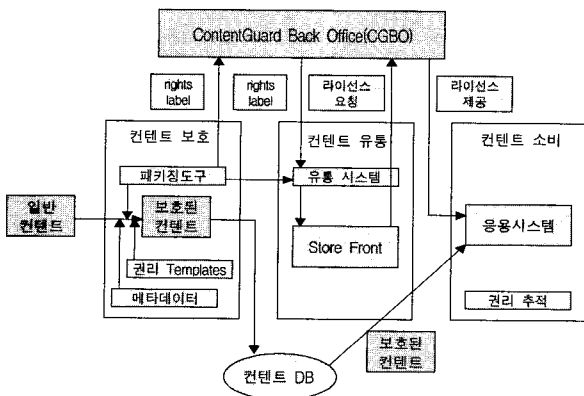 ContentGuard Back Office(CGBO)
rights
label
rights
label
라이선스
요청
라이선스
제공
컨텐트 보호
컨텐트 유통
컨텐트 소비
패키징도구
유통 시스템
일반
컨텐트
보호된
컨텐트
Store Front
응용시스템
권리 Templates
메타데이터
권리 추적
보호된
컨텐트
컨텐트 DB